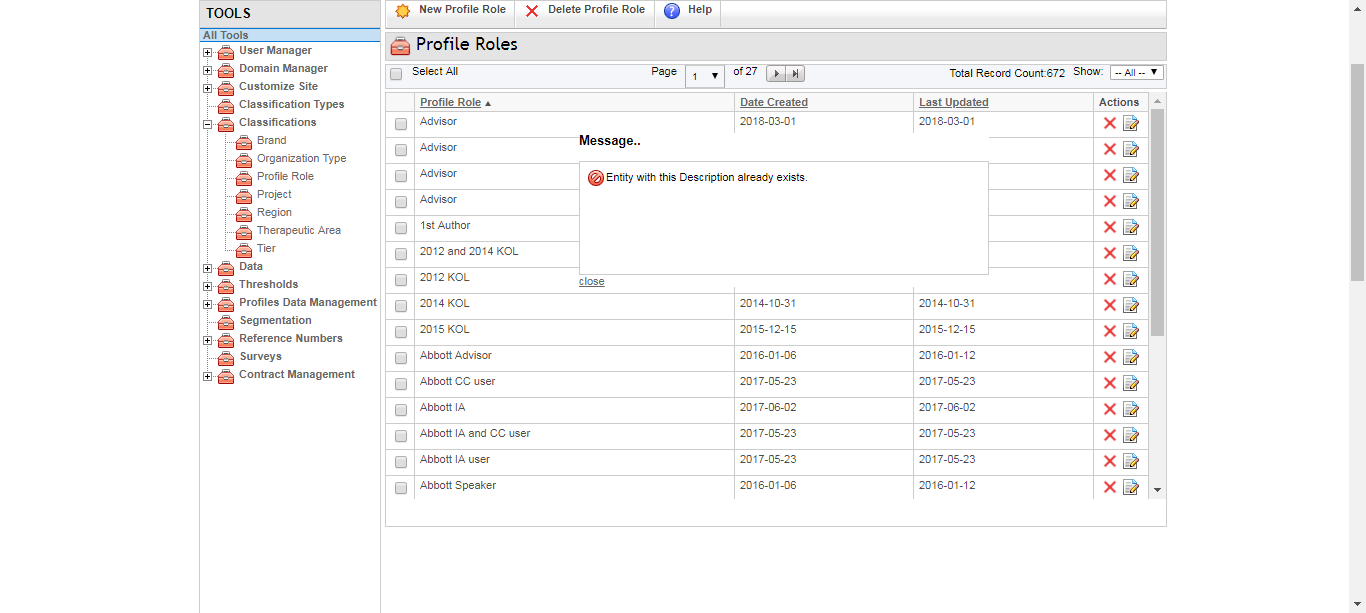 TOOLS
All Tools
User Manager
Domain Manager
Customize Site
Classification Types
Classifications
Brand
Organization Type
Profile Role
Project
Region
Therapeutic Area
Tier
Data
Thresholds
Profiles Data Management
Segmentation
Reference Numbers
Surveys
Contract Management
New Profile Role Delete Profile Role ? Help
Profile Roles
Select All Page 1 of 27 Total Record Count:672 Show: -- All --
Profile Role Date Created Last Updated Actions
Advisor 2018-03-01 2018-03-01
Advisor
Advisor
Advisor
1st Author
2012 and 2014 KOL
2012 KOL
Message..
Entity with this Description already exists.
close
2014 KOL 2014-10-31 2014-10-31
2015 KOL 2015-12-15 2015-12-15
Abbott Advisor 2016-01-06 2016-01-12
Abbott CC user 2017-05-23 2017-05-23
Abbott IA 2017-06-02 2017-06-02
Abbott IA and CC user 2017-05-23 2017-05-23
Abbott IA user 2017-05-23 2017-05-23
Abbott Speaker 2016-01-06 2016-01-12